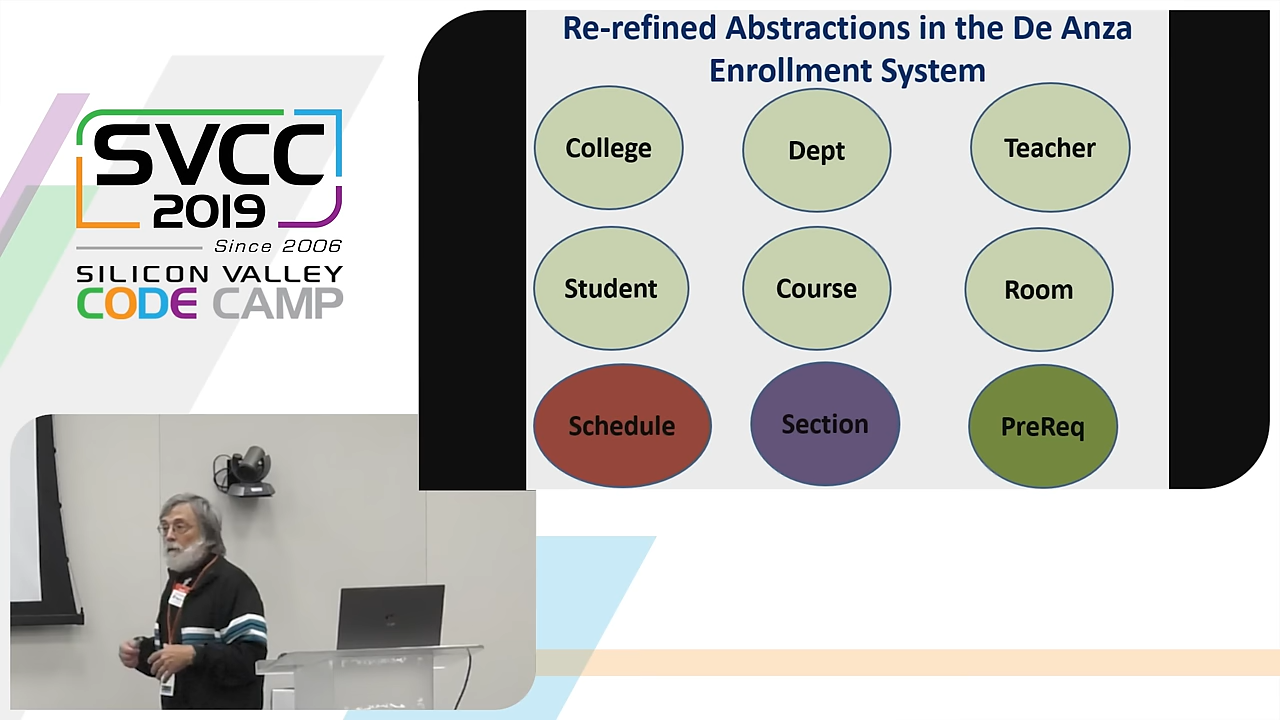 SVCC
2019
Since 2006
SILICON VALLEY
CODE CAMP
Re-refined Abstractions in the De Anza
Enrollment System
College
Dept
Teacher
Student
Course
Room
Schedule
Section
PreReq